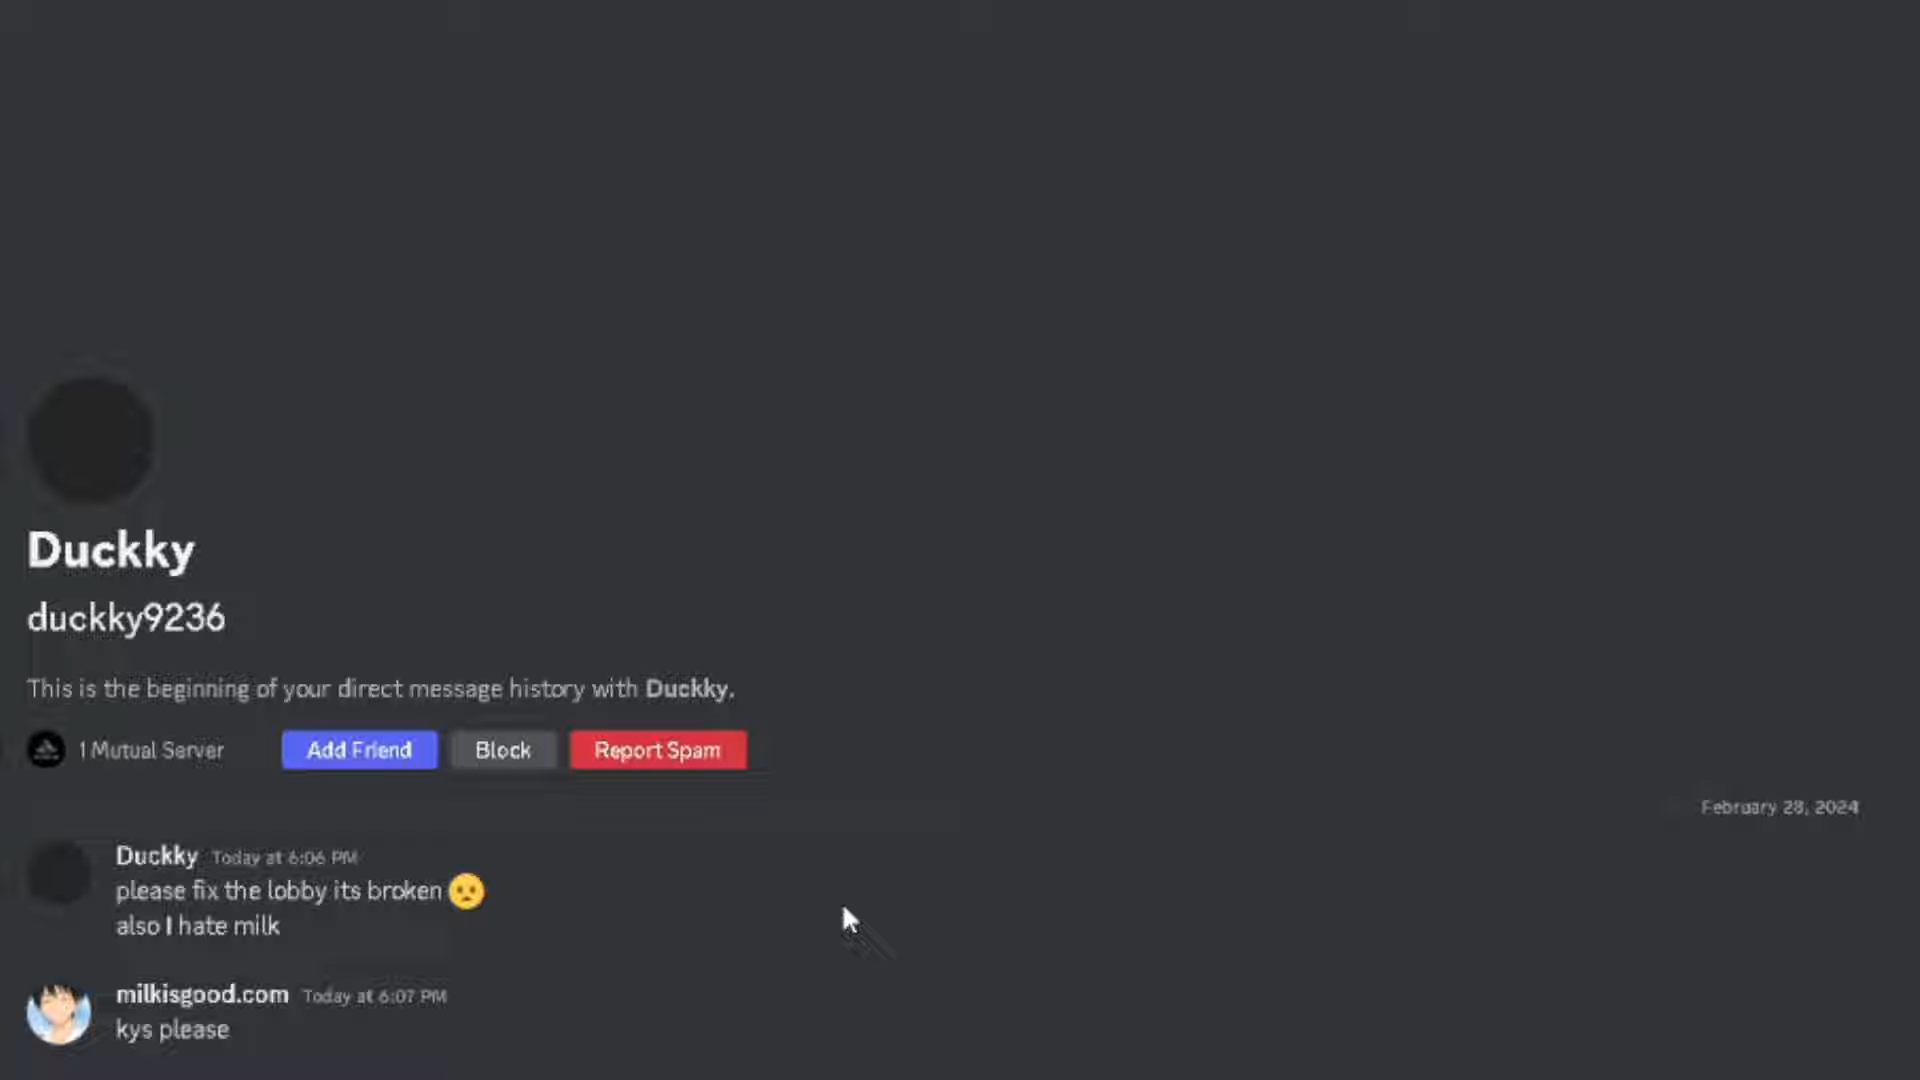 Duckky
duckky9236
This is the beginning of your direct message history with Duckky.
1 Mutual Server Add Friend Block Report Spam
February 28, 2024
Duckky Today at 6:06 PM
please fix the lobby its broken
also I hate milk
milkisgood.com Today at 6:07 PM
kys please